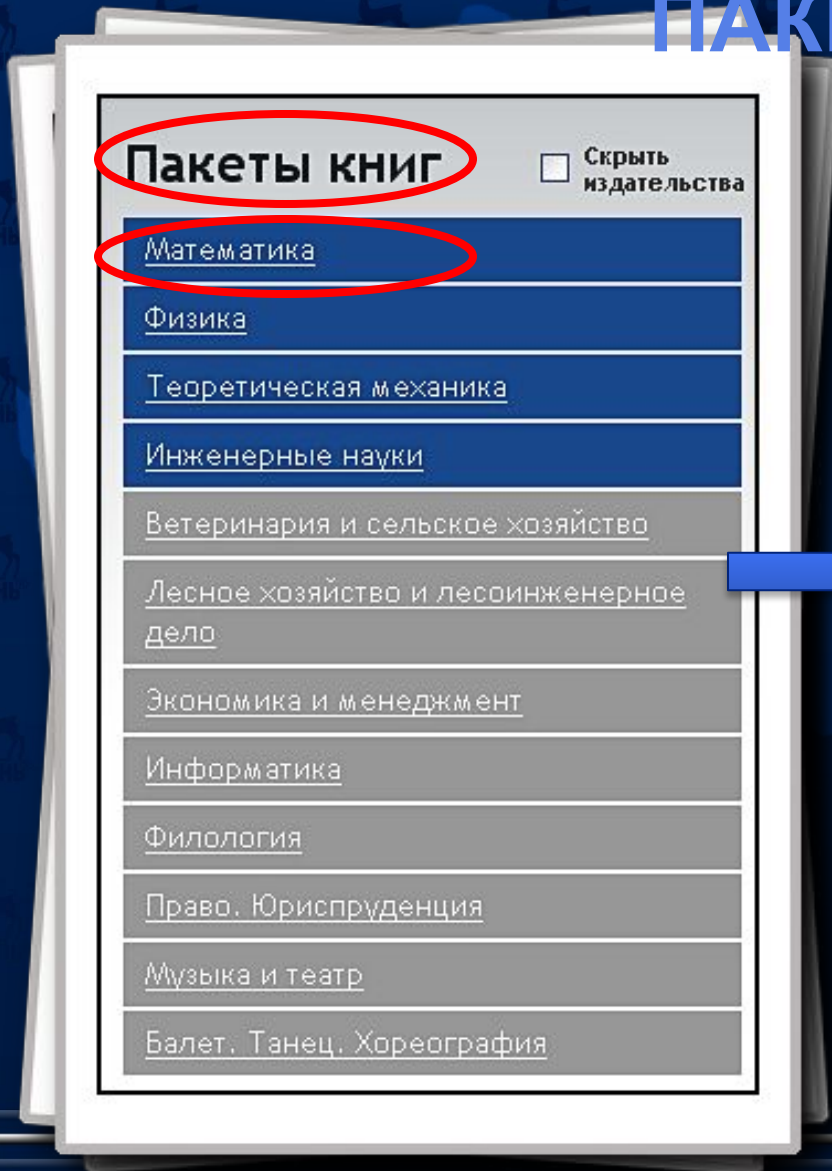 Пакеты книг
Скрыть
издательства
Математика
Физика
Теоретическая механика
Инженерные науки
Ветеринария и сельское хозяйство
Лесное хозяйство и лесоинженерное
дело
Экономика и менеджмент
Информатика
Филология
Право. Юриспруденция
Музыка и театр
Балет. Танец. Хореография